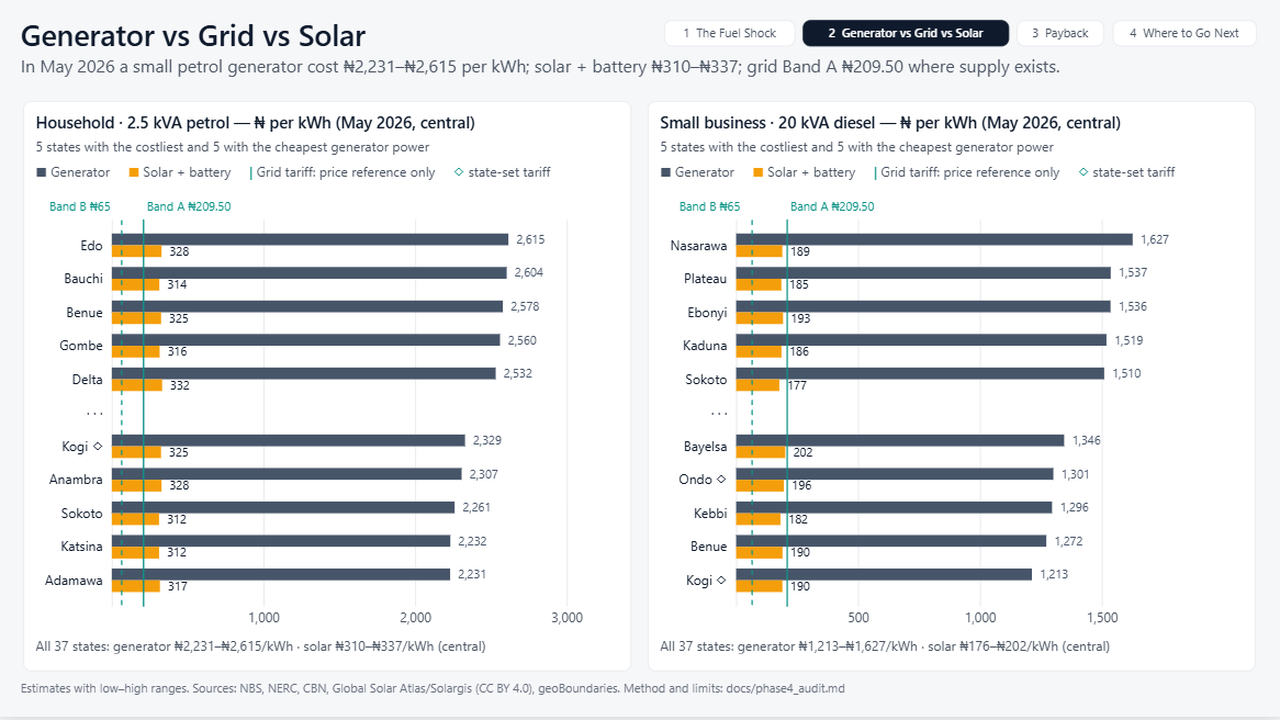 Generator vs Grid vs Solar
1 The Fuel Shock
2 Generator vs Grid vs Solar
3 Payback
4 Where to Go Next
In May 2026 a small petrol generator cost ₦2,231–₦2,615 per kWh; solar + battery ₦310–₦337; grid Band A ₦209.50 where supply exists.
Household · 2.5 kVA petrol — ₦ per kWh (May 2026, central)
5 states with the costliest and 5 with the cheapest generator power
Generator Solar + battery Grid tariff: price reference only ◇ state-set tariff
Band B ₦65 Band A ₦209.50
Edo 2,615
328
Bauchi 2,604
314
Benue 2,578
325
Gombe 2,560
316
Delta 2,532
332
...
Kogi ◇ 2,329
325
Anambra 2,307
328
Sokoto 2,261
312
Katsina 2,232
312
Adamawa 2,231
317
1,000 2,000 3,000
All 37 states: generator ₦2,231–₦2,615/kWh · solar ₦310–₦337/kWh (central)
Small business · 20 kVA diesel — ₦ per kWh (May 2026, central)
5 states with the costliest and 5 with the cheapest generator power
Generator Solar + battery Grid tariff: price reference only ◇ state-set tariff
Band B ₦65 Band A ₦209.50
Nasarawa 1,627
189
Plateau 1,537
185
Ebonyi 1,536
193
Kaduna 1,519
186
Sokoto 1,510
177
...
Bayelsa 1,346
202
Ondo ◇ 1,301
196
Kebbi 1,296
182
Benue 1,272
190
Kogi ◇ 1,213
190
500 1,000 1,500
All 37 states: generator ₦1,213–₦1,627/kWh · solar ₦176–₦202/kWh (central)
Estimates with low–high ranges. Sources: NBS, NERC, CBN, Global Solar Atlas/Solargis (CC BY 4.0), geoBoundaries. Method and limits: docs/phase4_audit.md